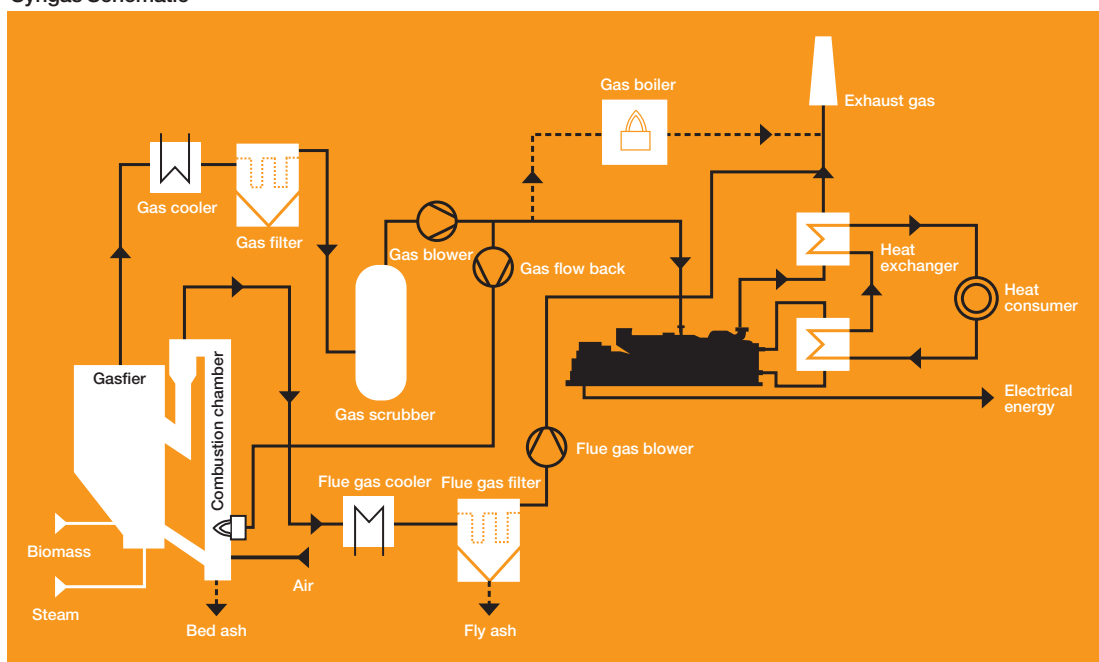 Syngas Schematic
Gas boiler
Exhaust gas
Gas cooler
Gas filter
Gas blower
Gas flow back
Heat
exchanger
Heat
consumer
Gasfier
Combustion chamber
Gas scrubber
Electrical
energy
Flue gas blower
Flue gas cooler
Flue gas filter
Biomass
Steam
Air
Bed ash
Fly ash